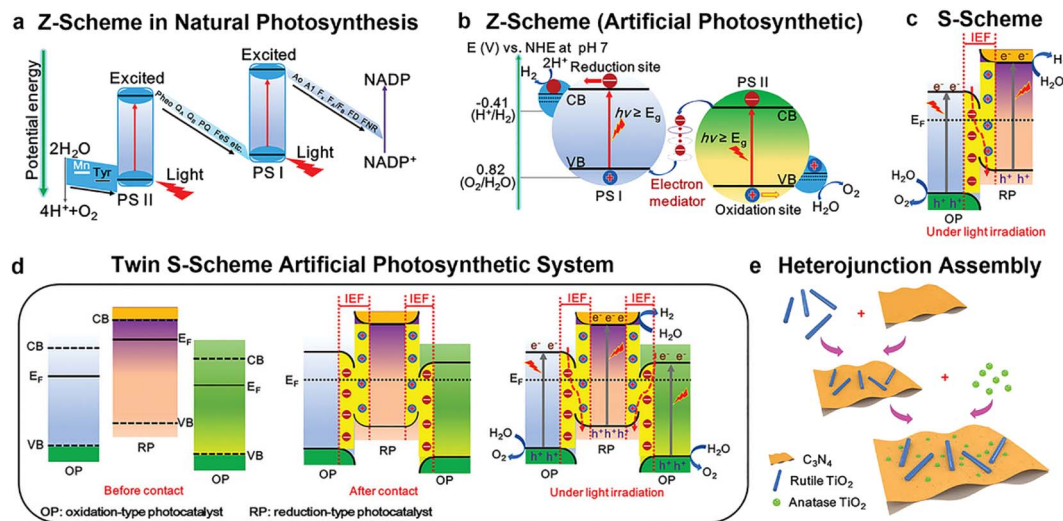 a Z-Scheme in Natural Photosynthesis
Potential energy
Excited
Excited
Pheo Qₐ Qᵦ PQ FeS etc.
A₀ A1 Fₓ Fₐ/Fᵦ FD FNR
NADP
NADP⁺
2H₂O
Mn
Tyr
4H⁺+O₂
PS II
Light
PS I
Light
b Z-Scheme (Artificial Photosynthetic)
E (V) vs. NHE at pH 7
H₂
2H⁺
Reduction site
CB
-0.41
(H⁺/H₂)
hν ≥ Eg
VB
0.82
(O₂/H₂O)
PS I
Electron
mediator
PS II
CB
hν ≥ Eg
VB
O₂
H₂O
Oxidation site
c S-Scheme
IEF
H
H₂O
e⁻ e⁻
e⁻ e⁻
EF
H₂O
O₂
h⁺ h⁺
h⁺ h⁺
RP
OP
Under light irradiation
d Twin S-Scheme Artificial Photosynthetic System
CB
EF
VB
OP
CB
EF
VB
RP
CB
EF
VB
OP
Before contact
IEF
IEF
EF
OP
RP
OP
After contact
IEF
IEF
H₂
H₂O
e⁻ e⁻ e⁻
e⁻ e⁻
e⁻ e⁻
EF
H₂O
O₂
h⁺ h⁺
h⁺h⁺h⁺
h⁺ h⁺
H₂O
O₂
OP
RP
OP
Under light irradiation
OP: oxidation-type photocatalyst RP: reduction-type photocatalyst
e Heterojunction Assembly
+
+
C₃N₄
Rutile TiO₂
Anatase TiO₂